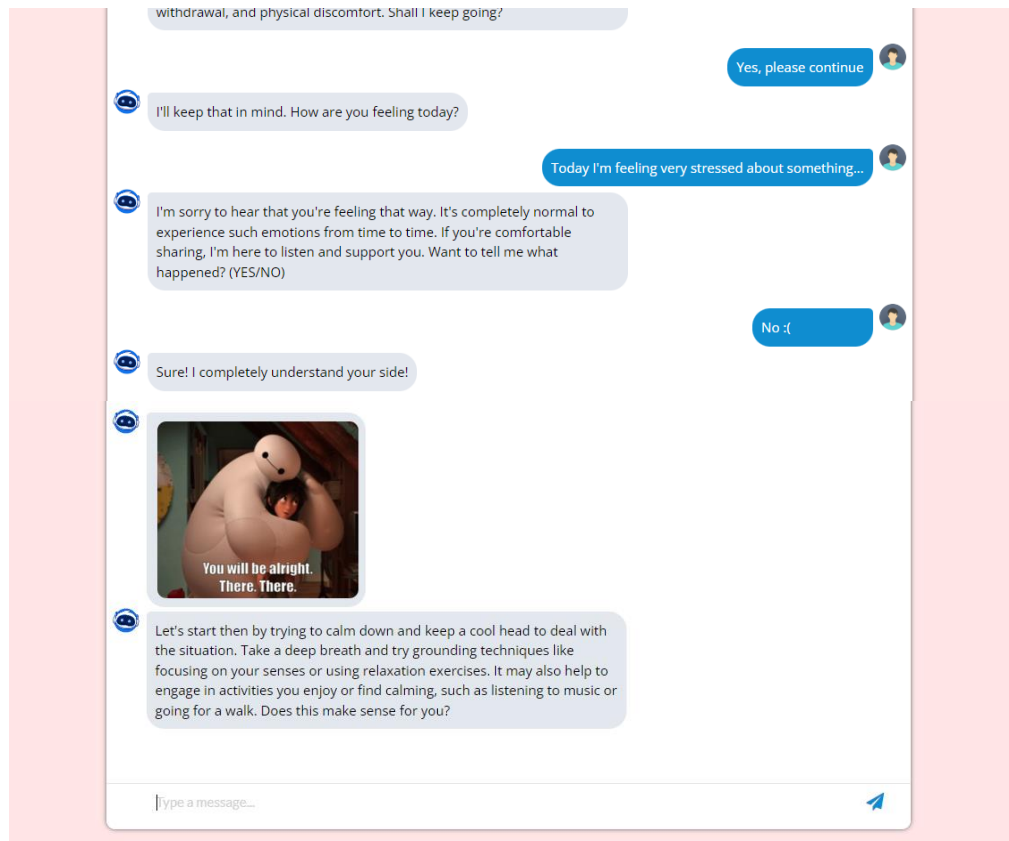 withdrawal, and physical discomfort. Shall I keep going?
Yes, please continue
I'll keep that in mind. How are you feeling today?
Today I'm feeling very stressed about something...
I'm sorry to hear that you're feeling that way. It's completely normal to
experience such emotions from time to time. If you're comfortable
sharing, I'm here to listen and support you. Want to tell me what
happened? (YES/NO)
No :(
Sure! I completely understand your side!
You will be alright.
There. There.
Let's start then by trying to calm down and keep a cool head to deal with
the situation. Take a deep breath and try grounding techniques like
focusing on your senses or using relaxation exercises. It may also help to
engage in activities you enjoy or find calming, such as listening to music or
going for a walk. Does this make sense for you?
Type a message...